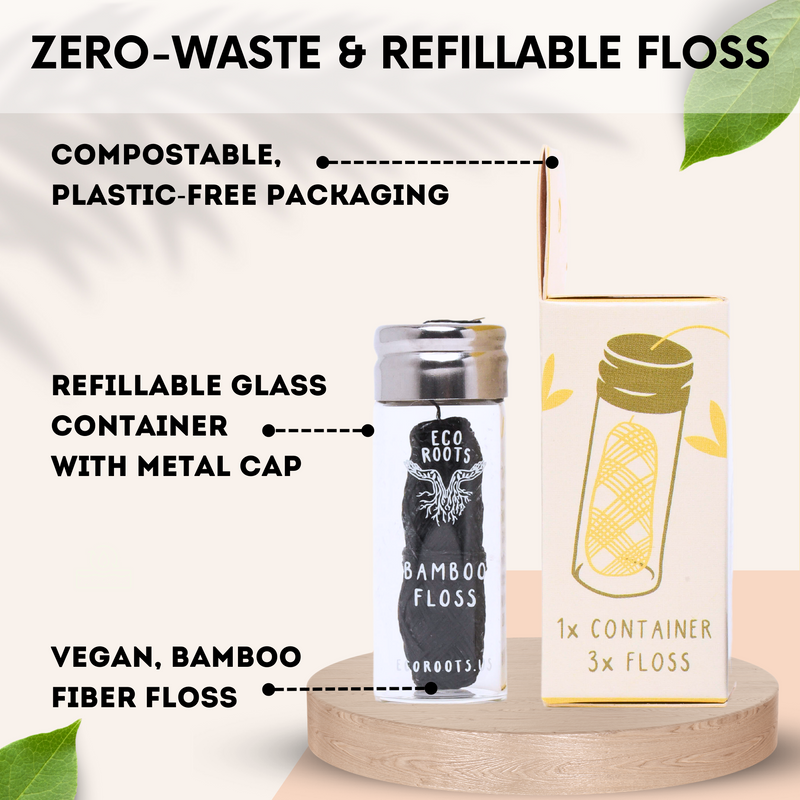 ZERO-WASTE & REFILLABLE FLOSS
COMPOSTABLE,
PLASTIC-FREE PACKAGING
REFILLABLE GLASS
CONTAINER
WITH METAL CAP
ECO
ROOTS
BAMBOO
FLOSS
ECOROOTS.US
1x CONTAINER
3x FLOSS
VEGAN, BAMBOO
FIBER FLOSS